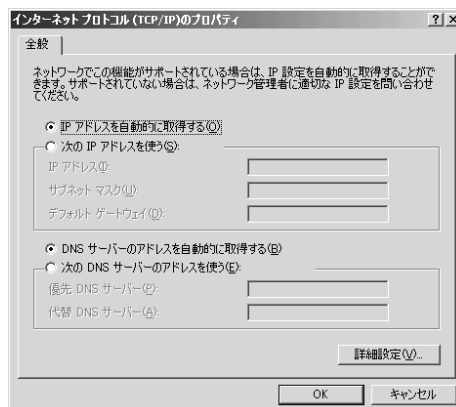 インターネット プロトコル (TCP/IP)のプロパティ
全般
ネットワークでこの機能がサポートされている場合は、IP 設定を自動的に取得することがで
きます。サポートされていない場合は、ネットワーク管理者に適切な IP 設定を問い合わせ
てください。
IP アドレスを自動的に取得する(O)
次の IP アドレスを使う(S):
IP アドレス(I):
サブネット マスク(U):
デフォルト ゲートウェイ(D):
DNS サーバーのアドレスを自動的に取得する(B)
次の DNS サーバーのアドレスを使う(E):
優先 DNS サーバー(P):
代替 DNS サーバー(A):
詳細設定(V)...
OK
キャンセル